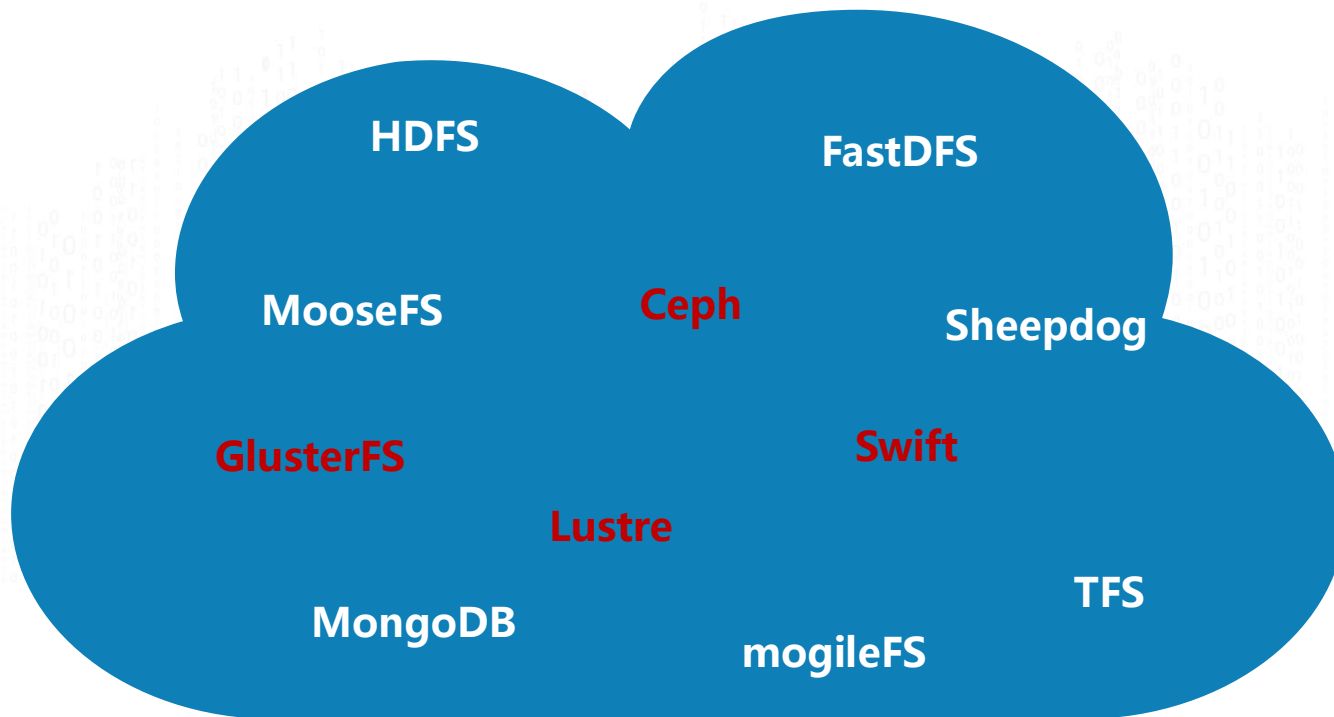 HDFS
FastDFS
MooseFS
Ceph
Sheepdog
GlusterFS
Swift
Lustre
TFS
MongoDB
mogileFS